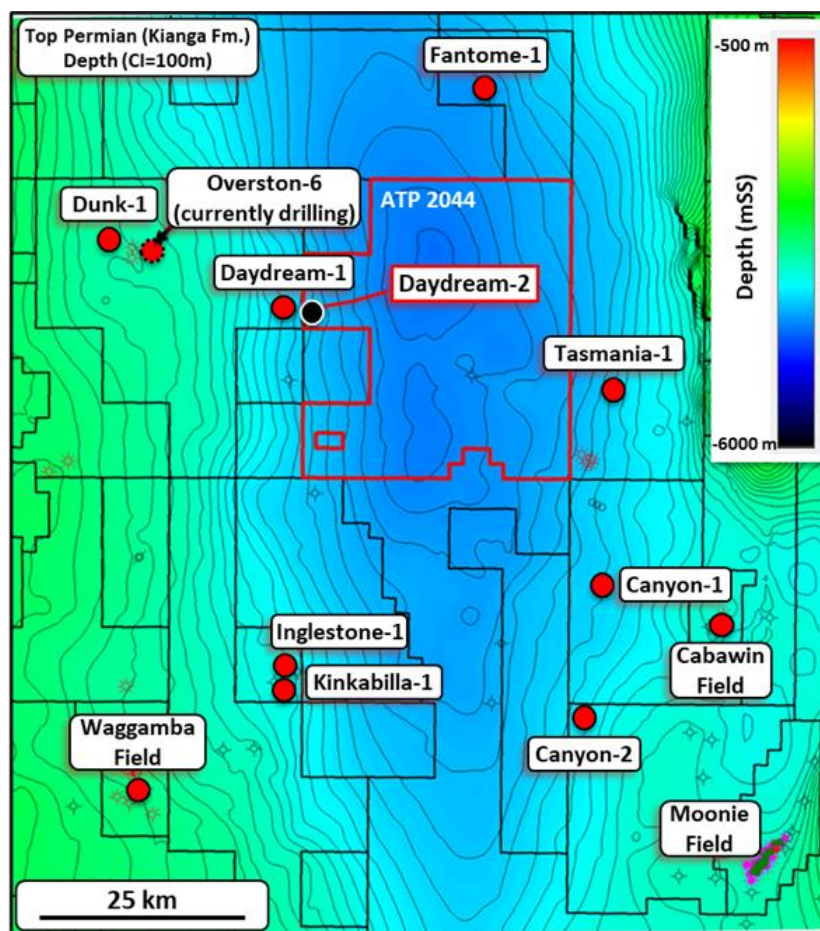 Top Permian (Kianga Fm.)
Depth (CI=100m)
Fantome-1
-500 m
Depth (mSS)
-6000 m
Overston-6
(currently drilling)
Dunk-1
ATP 2044
Daydream-1
Daydream-2
Tasmania-1
Canyon-1
Inglestone-1
Kinkabilla-1
Cabawin
Field
Waggamba
Field
Canyon-2
Moonie
Field
25 km